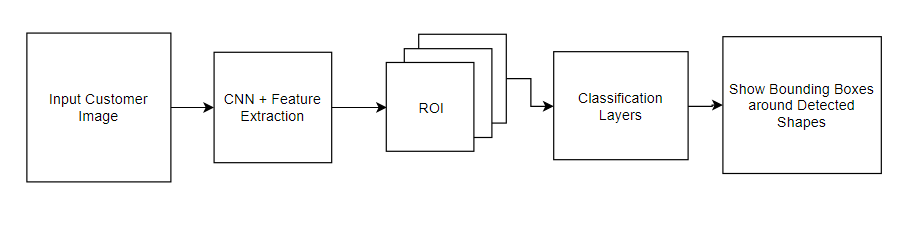 Input Customer
Image
CNN + Feature
Extraction
ROI
Classification
Layers
Show Bounding Boxes
around Detected
Shapes